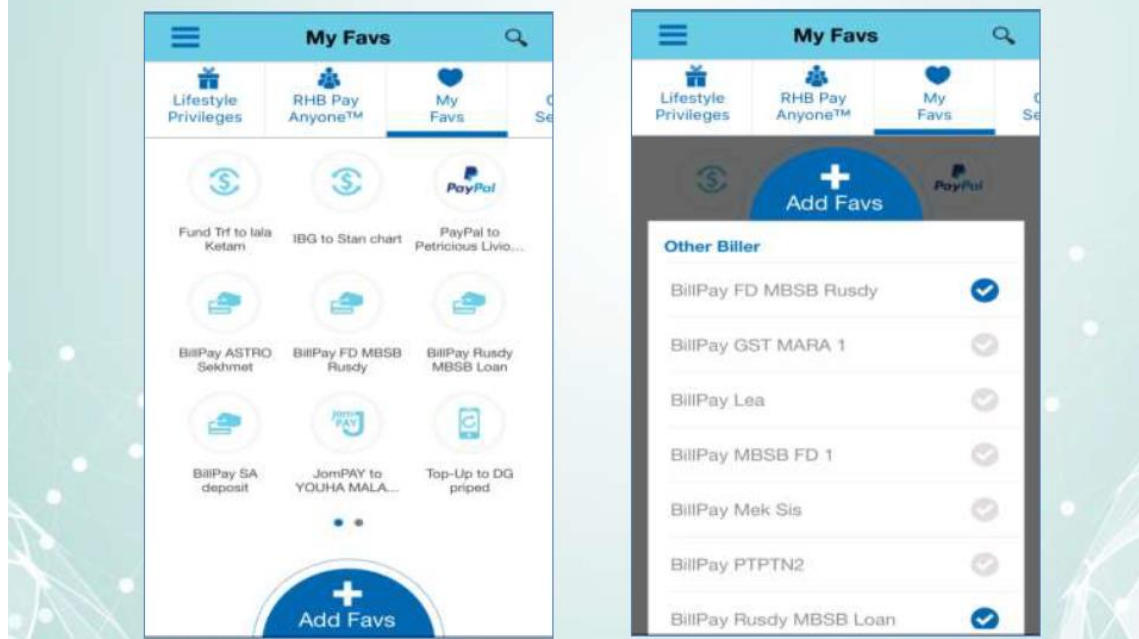 My Favs
Lifestyle RHB Pay My
Privileges Anyone™ Favs Se
PayPal
Fund Trf to lala IBG to Stan chart PayPal to
Ketam Petricious Livio...
BillPay ASTRO BillPay FD MBSB BillPay Rusdy
Sekhmet Rusdy MBSB Loan
Jom
PAY
BillPay SA JomPAY to Top-Up to DG
deposit YOUHA MALA... priped
Add Favs
My Favs
Lifestyle RHB Pay My
Privileges Anyone™ Favs Se
PayPal
Add Favs
Other Biller
BillPay FD MBSB Rusdy
BillPay GST MARA 1
BillPay Lea
BillPay MBSB FD 1
BillPay Mek Sis
BillPay PTPTN2
BillPay Rusdy MBSB Loan